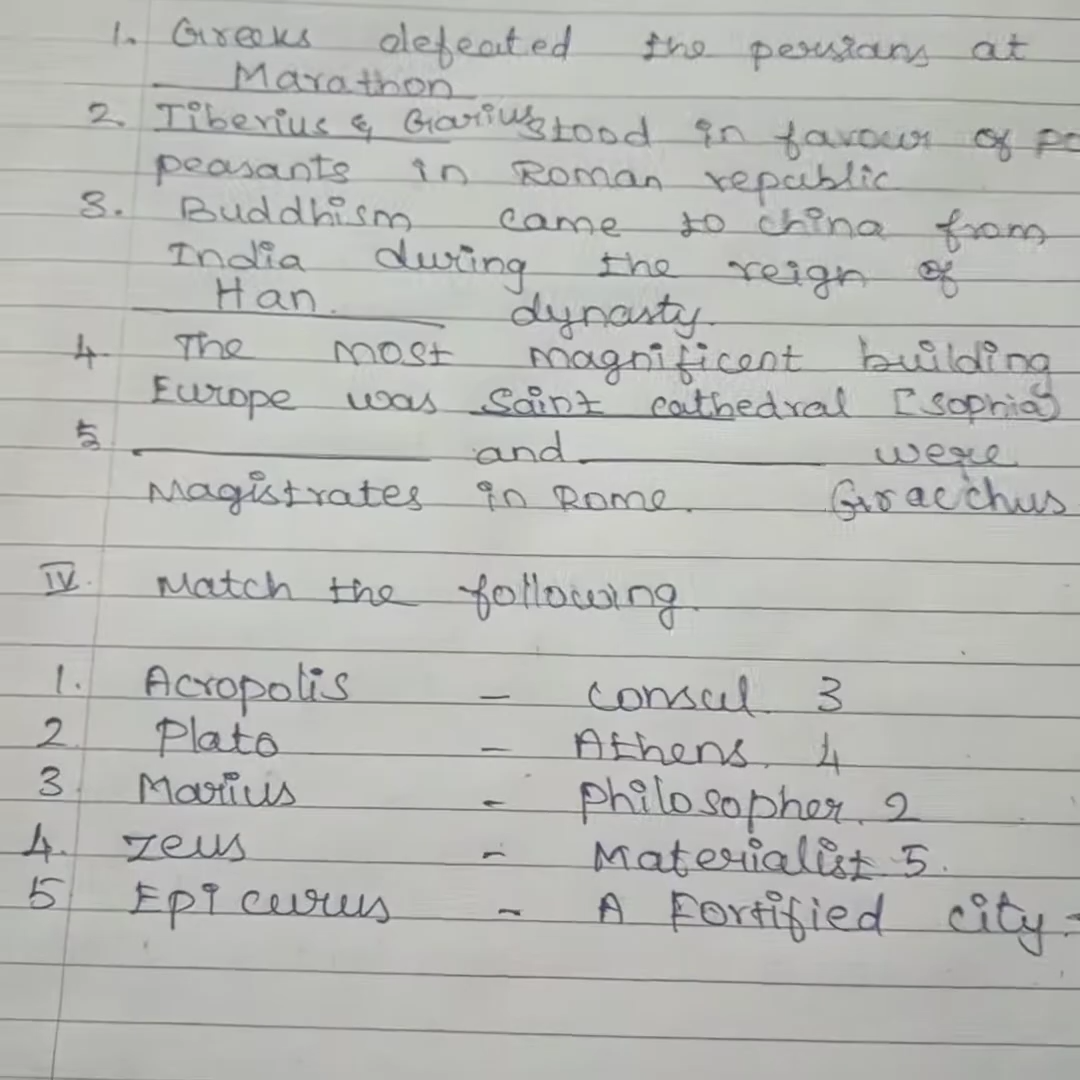 1. Greeks defeated the persians at
Marathon
2. Tiberius & Garius stood in favour of
peasants in Roman republic
3. Buddhism came to china from
India during the reign of
Han dynasty.
4. The most magnificent building
Europe was Saint cathedral [sophia]
5 ________ and ________ were
Magistrates in Rome. Gracchus
IV. Match the following.
1. Acropolis - consul 3
2. Plato - Athens. 4
3 Marius - Philosopher. 2
4. Zeus - Materialist 5.
5 Epicurus - A Fortified city -